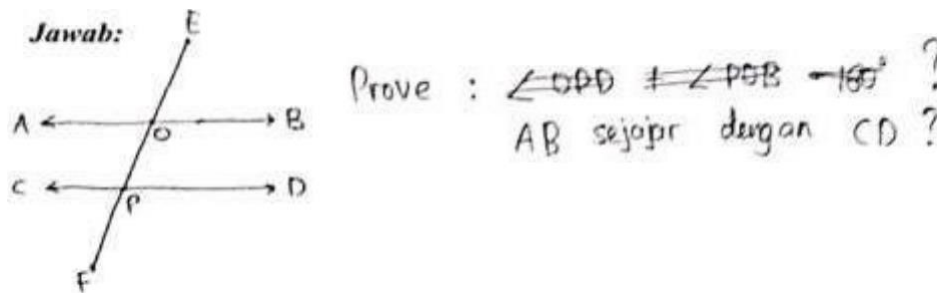 Jawab:
E
Prove : ∠OPD + ∠POB = 180° ?
A B
O
AB sejajar dengan CD ?
C D
P
F